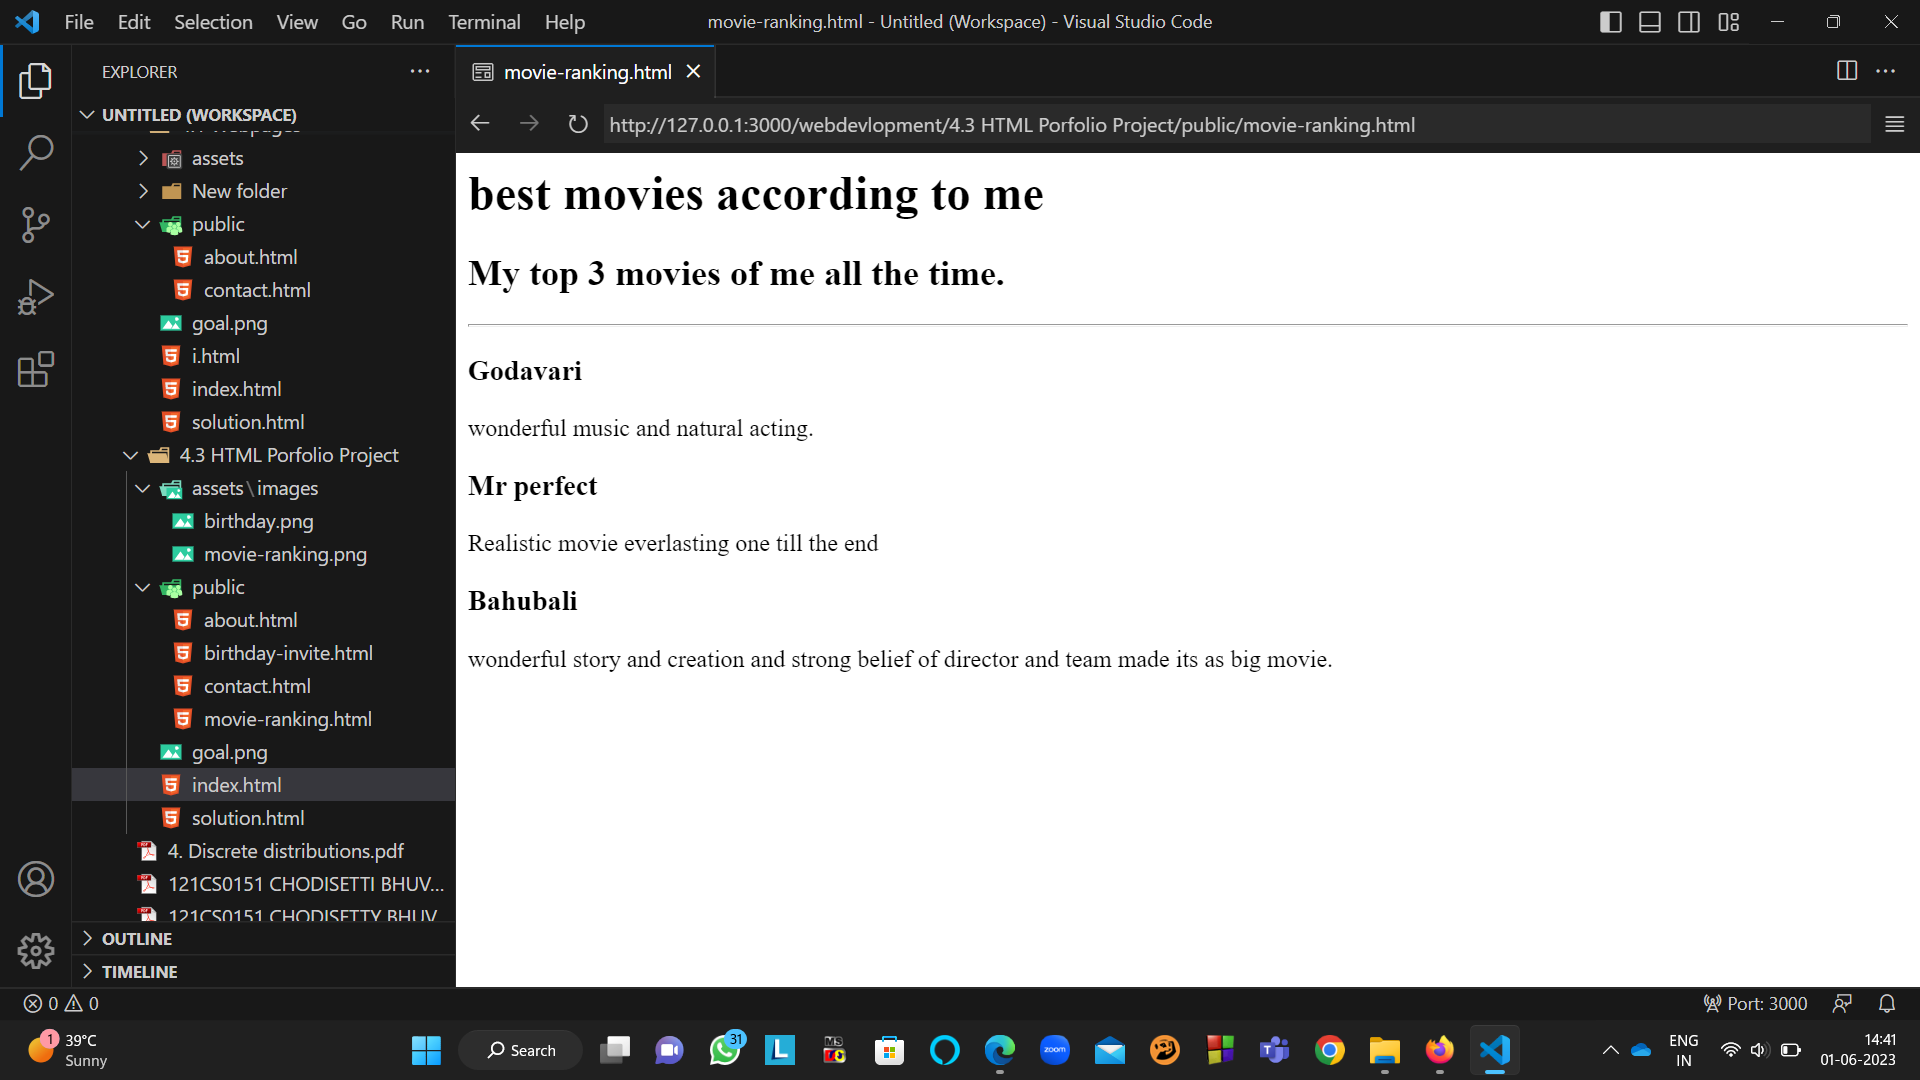 File Edit Selection View Go Run Terminal Help
movie-ranking.html - Untitled (Workspace) - Visual Studio Code
EXPLORER
UNTITLED (WORKSPACE)
assets
New folder
public
about.html
contact.html
goal.png
i.html
index.html
solution.html
4.3 HTML Porfolio Project
assets\images
birthday.png
movie-ranking.png
public
about.html
birthday-invite.html
contact.html
movie-ranking.html
goal.png
index.html
solution.html
4. Discrete distributions.pdf
121CS0151 CHODISETTI BHUV...
121CS0151 CHODISETTY BHUV
OUTLINE
TIMELINE
movie-ranking.html
http://127.0.0.1:3000/webdevlopment/4.3 HTML Porfolio Project/public/movie-ranking.html
best movies according to me
My top 3 movies of me all the time.
Godavari
wonderful music and natural acting.
Mr perfect
Realistic movie everlasting one till the end
Bahubali
wonderful story and creation and strong belief of director and team made its as big movie.
0 0
Port: 3000
1
39°C
Sunny
Search
31
L
zoom
ENG
IN
14:41
01-06-2023